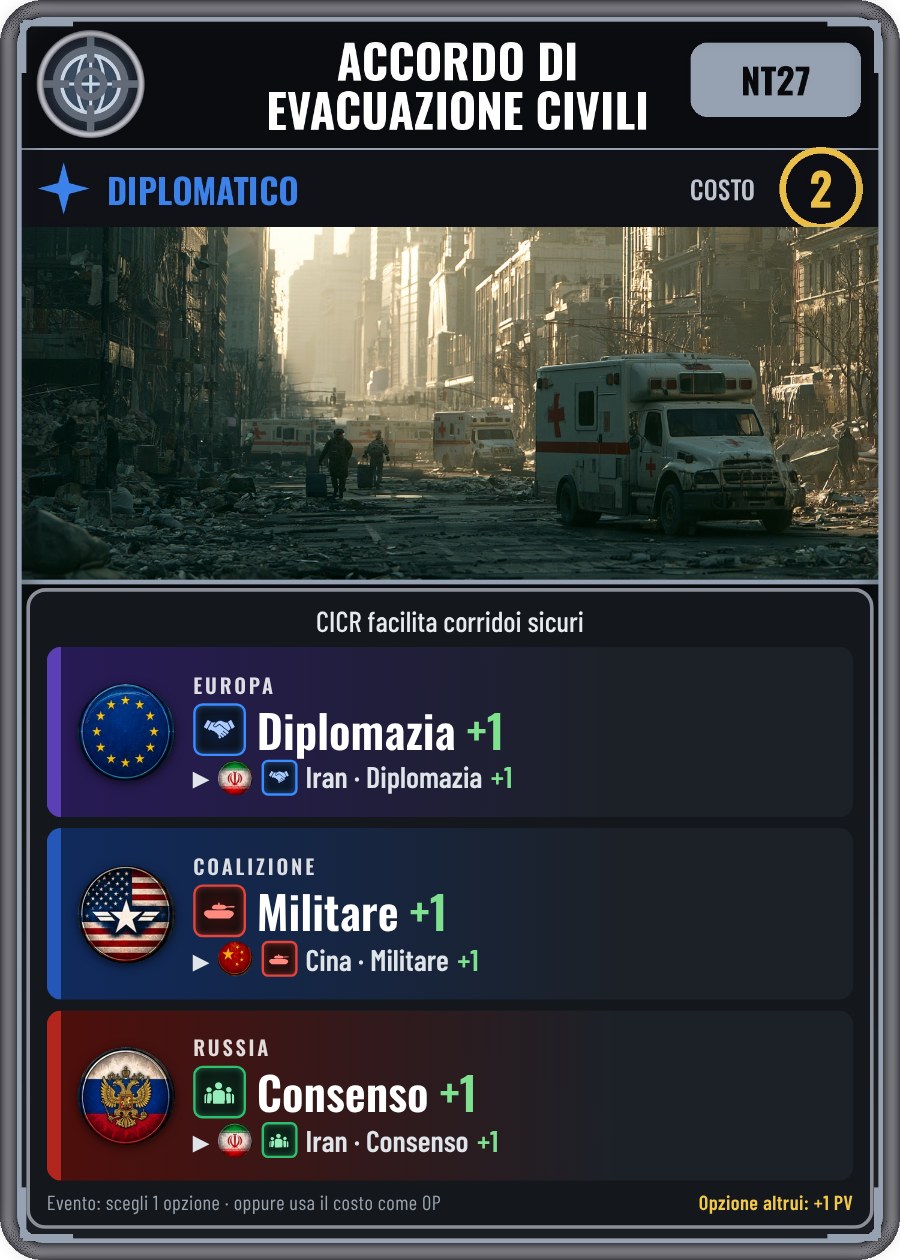 ACCORDO DI
EVACUAZIONE CIVILI
NT27
DIPLOMATICO
COSTO
2
CICR facilita corridoi sicuri
EUROPA
Diplomazia +1
▶ Iran · Diplomazia +1
COALIZIONE
Militare +1
▶ Cina · Militare +1
RUSSIA
Consenso +1
▶ Iran · Consenso +1
Evento: scegli 1 opzione · oppure usa il costo come OP
Opzione altrui: +1 PV